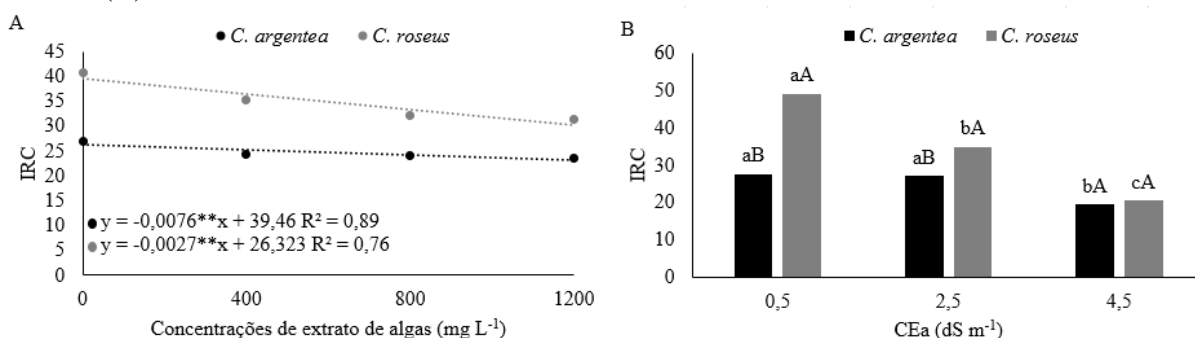 A
C. argentea C. roseus
45
40
35
30
25
20
15
10
5
0
IRC
y = -0,0076**x + 39,46 R² = 0,89
y = -0,0027**x + 26,323 R² = 0,76
0 400 800 1200
Concentrações de extrato de algas (mg L⁻¹)
B
C. argentea C. roseus
60
50
40
30
20
10
0
IRC
aB aA
aB bA
bA cA
0,5 2,5 4,5
CEa (dS m⁻¹)